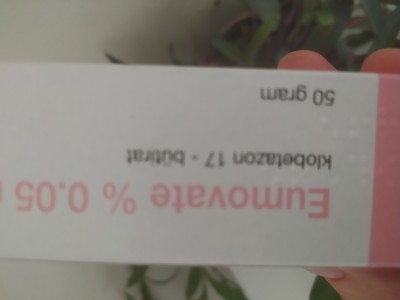 Eumovate % 0.05
klobetazon 17 - bütirat
50 gram